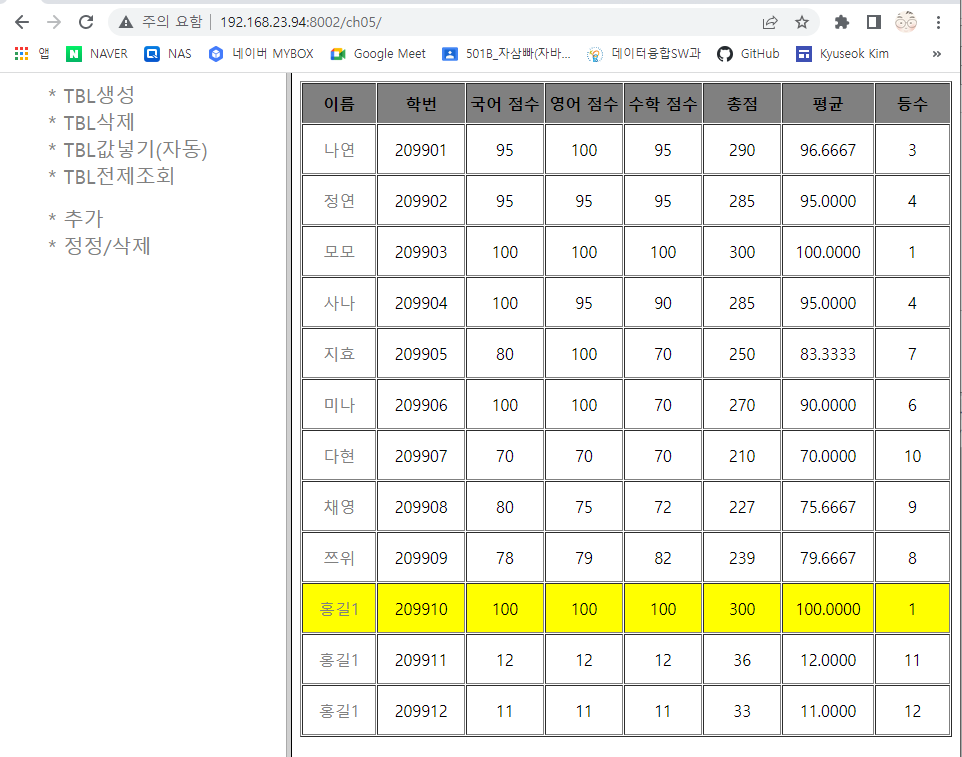 주의 요함 | 192.168.23.94:8002/ch05/
앱 NAVER NAS 네이버 MYBOX Google Meet 501B_자삼빠(자바... 데이터융합SW과 GitHub Kyuseok Kim »
* TBL생성
* TBL삭제
* TBL값넣기(자동)
* TBL전제조회
* 추가
* 정정/삭제
이름 학번 국어 점수 영어 점수 수학 점수 총점 평균 등수
나연 209901 95 100 95 290 96.6667 3
정연 209902 95 95 95 285 95.0000 4
모모 209903 100 100 100 300 100.0000 1
사나 209904 100 95 90 285 95.0000 4
지효 209905 80 100 70 250 83.3333 7
미나 209906 100 100 70 270 90.0000 6
다현 209907 70 70 70 210 70.0000 10
채영 209908 80 75 72 227 75.6667 9
쯔위 209909 78 79 82 239 79.6667 8
홍길1 209910 100 100 100 300 100.0000 1
홍길1 209911 12 12 12 36 12.0000 11
홍길1 209912 11 11 11 33 11.0000 12